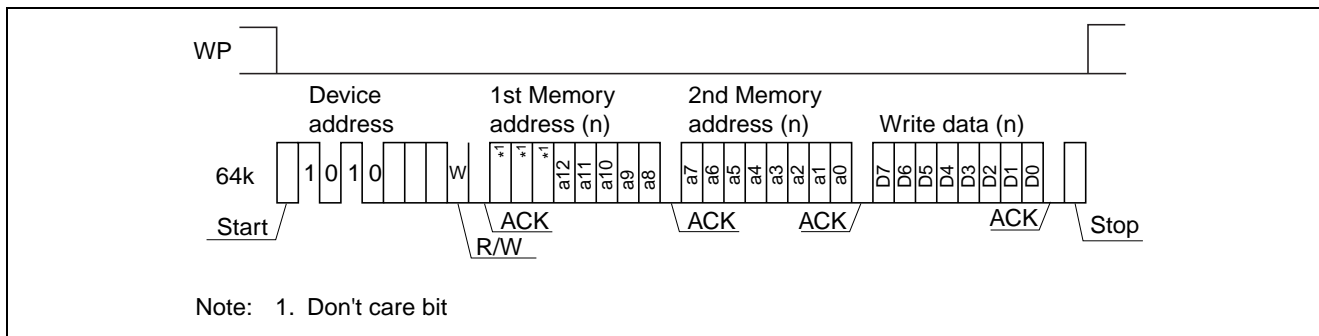 WP
Device address
1st Memory address (n)
2nd Memory address (n)
Write data (n)
64k
1 0 1 0 W *1 *1 *1 a12 a11 a10 a9 a8 a7 a6 a5 a4 a3 a2 a1 a0 D7 D6 D5 D4 D3 D2 D1 D0
Start
R/W
ACK
ACK
ACK
ACK
Stop
Note: 1. Don't care bit